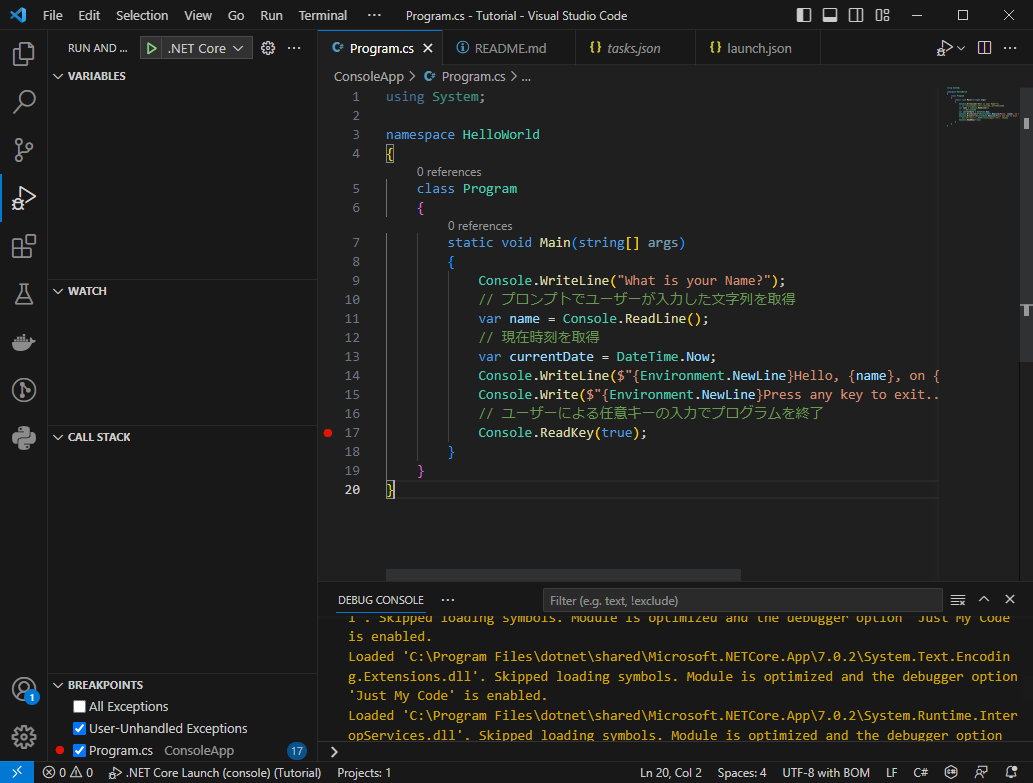 File Edit Selection View Go Run Terminal ··· Program.cs - Tutorial - Visual Studio Code
RUN AND ... .NET Core ···
Program.cs README.md {} tasks.json {} launch.json ···
VARIABLES
WATCH
CALL STACK
BREAKPOINTS
All Exceptions
User-Unhandled Exceptions
Program.cs ConsoleApp 17
1
ConsoleApp > Program.cs > ...
1 using System;
2
3 namespace HelloWorld
4 {
0 references
5 class Program
6 {
0 references
7 static void Main(string[] args)
8 {
9 Console.WriteLine("What is your Name?");
10 // プロンプトでユーザーが入力した文字列を取得
11 var name = Console.ReadLine();
12 // 現在時刻を取得
13 var currentDate = DateTime.Now;
14 Console.WriteLine($"{Environment.NewLine}Hello, {name}, on {
15 Console.Write($"{Environment.NewLine}Press any key to exit..
16 // ユーザーによる任意キーの入力でプログラムを終了
17 Console.ReadKey(true);
18 }
19 }
20 }
DEBUG CONSOLE ··· Filter (e.g. text, !exclude)
l'. Skipped loading symbols. Module is optimized and the debugger option 'Just My Code'
is enabled.
Loaded 'C:\Program Files\dotnet\shared\Microsoft.NETCore.App\7.0.2\System.Text.Encodin
g.Extensions.dll'. Skipped loading symbols. Module is optimized and the debugger option
'Just My Code' is enabled.
Loaded 'C:\Program Files\dotnet\shared\Microsoft.NETCore.App\7.0.2\System.Runtime.Inter
opServices.dll'. Skipped loading symbols. Module is optimized and the debugger option
>
0 0 .NET Core Launch (console) (Tutorial) Projects: 1 Ln 20, Col 2 Spaces: 4 UTF-8 with BOM LF C#